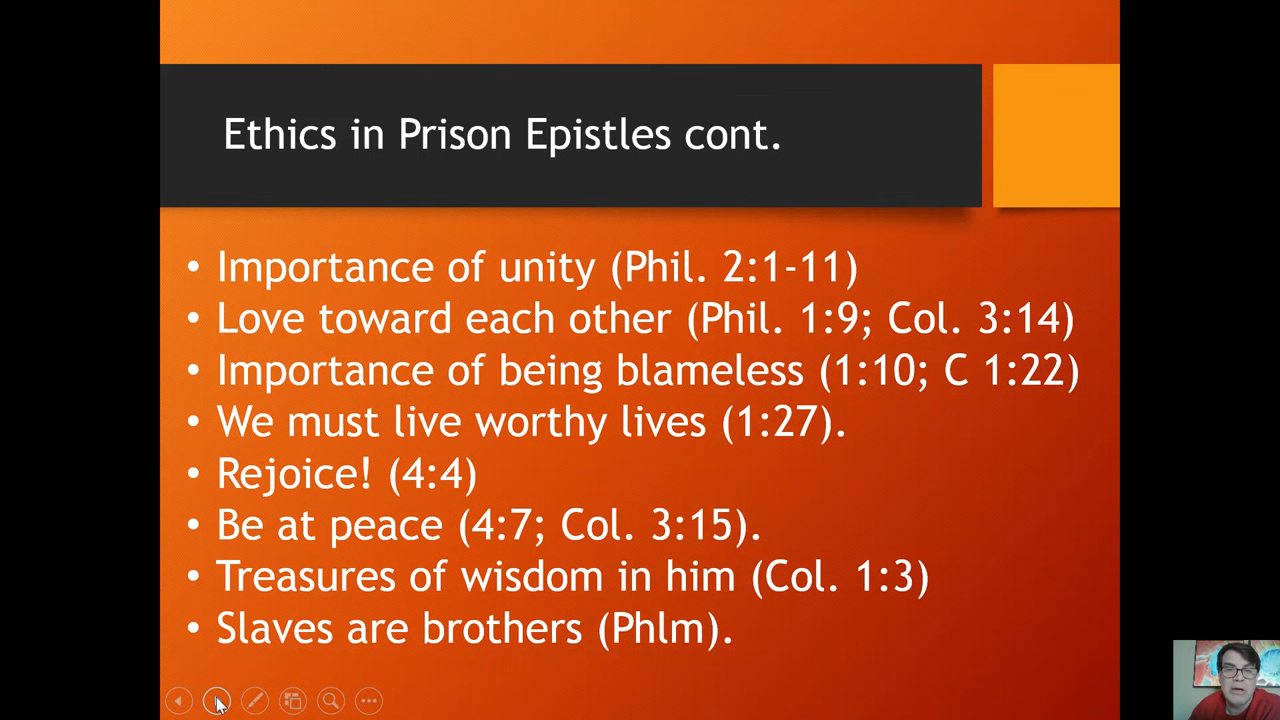 Ethics in Prison Epistles cont.
• Importance of unity (Phil. 2:1-11)
• Love toward each other (Phil. 1:9; Col. 3:14)
• Importance of being blameless (1:10; C 1:22)
• We must live worthy lives (1:27).
• Rejoice! (4:4)
• Be at peace (4:7; Col. 3:15).
• Treasures of wisdom in him (Col. 1:3)
• Slaves are brothers (Phlm).